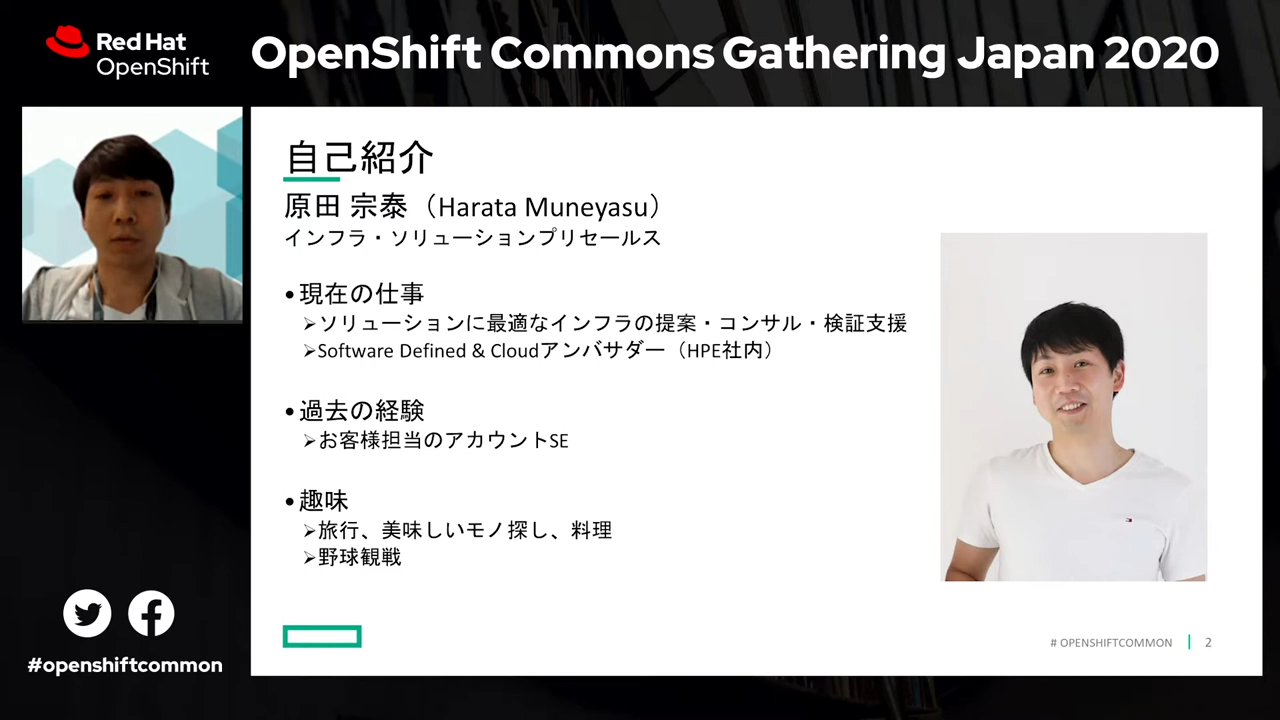 Red Hat
OpenShift
OpenShift Commons Gathering Japan 2020
自己紹介
原田 宗泰（Harata Muneyasu）
インフラ・ソリューションプリセールス
•現在の仕事
➢ソリューションに最適なインフラの提案・コンサル・検証支援
➢Software Defined & Cloudアンバサダー（HPE社内）
•過去の経験
➢お客様担当のアカウントSE
•趣味
➢旅行、美味しいモノ探し、料理
➢野球観戦
#openshiftcommon
# OPENSHIFTCOMMON | 2